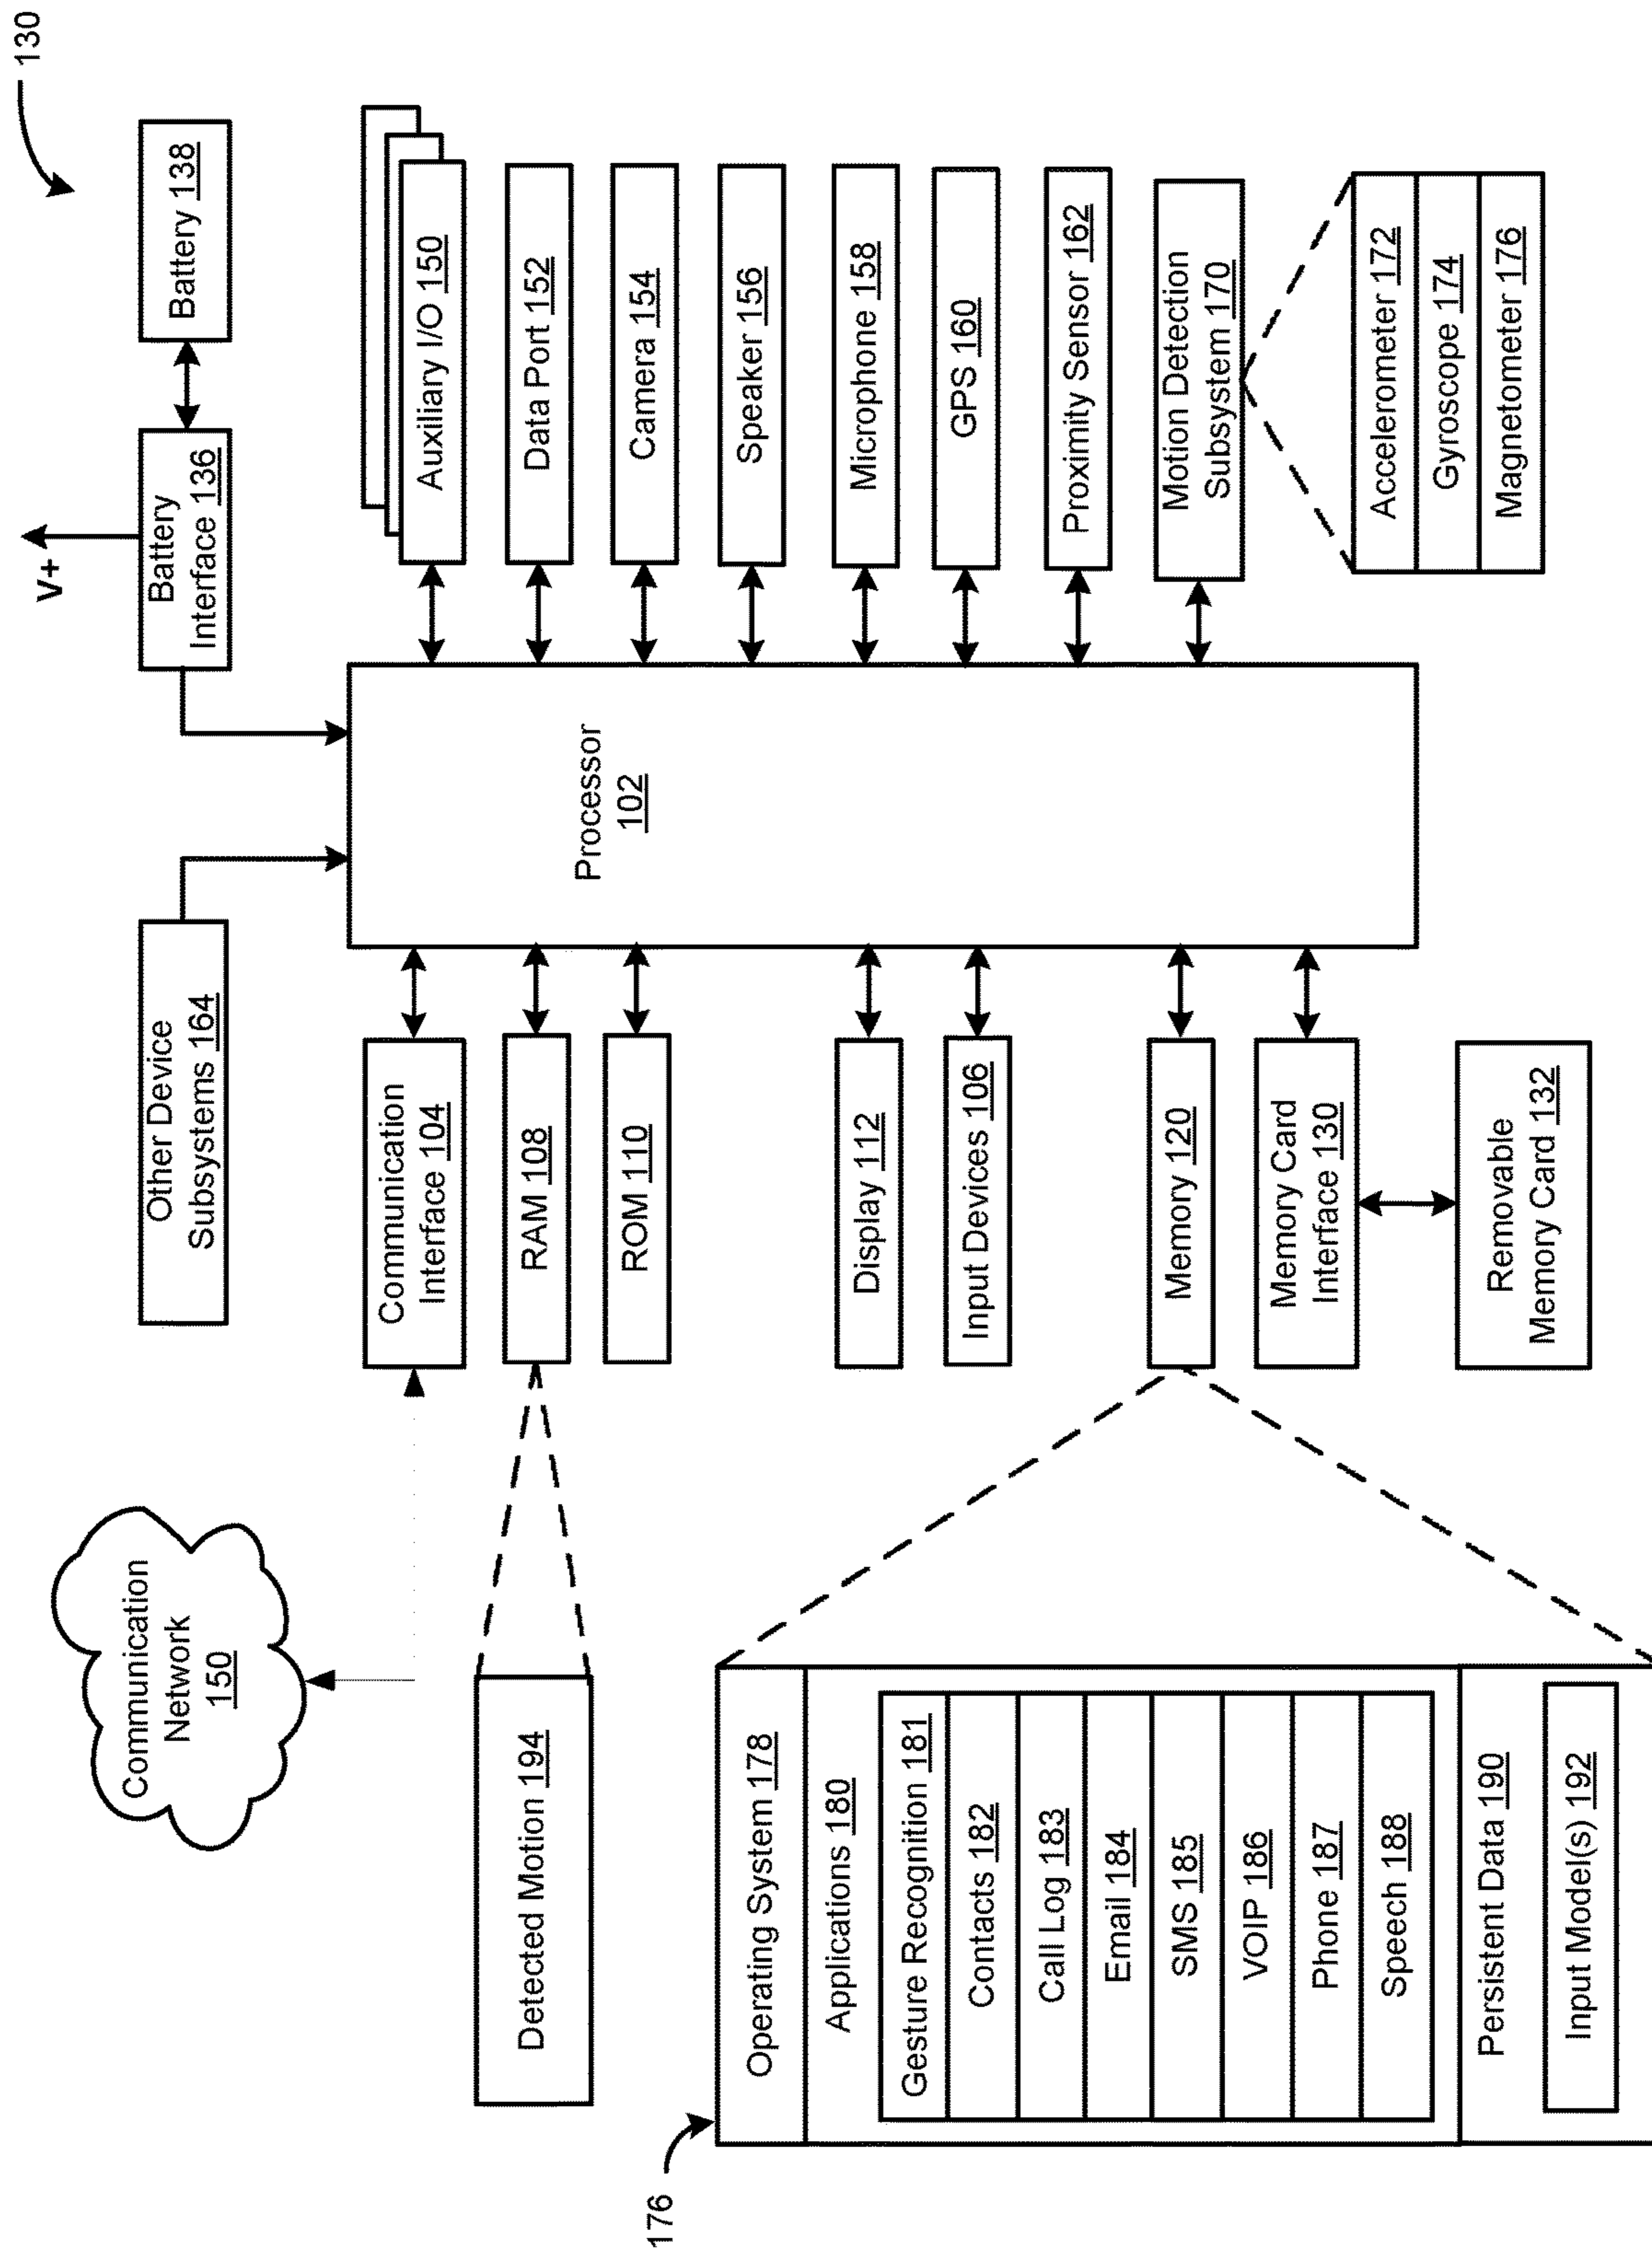 130
V+
Battery
Interface 136
Battery 138
Other Device
Subsystems 164
Communication
Network
150
Communication
Interface 104
RAM 108
ROM 110
Display 112
Input Devices 106
Memory 120
Memory Card
Interface 130
Removable
Memory Card 132
Processor
102
Auxiliary I/O 150
Data Port 152
Camera 154
Speaker 156
Microphone 158
GPS 160
Proximity Sensor 162
Motion Detection
Subsystem 170
Accelerometer 172
Gyroscope 174
Magnetometer 176
Detected Motion 194
176
Operating System 178
Applications 180
Gesture Recognition 181
Contacts 182
Call Log 183
Email 184
SMS 185
VOIP 186
Phone 187
Speech 188
Persistent Data 190
Input Model(s) 192